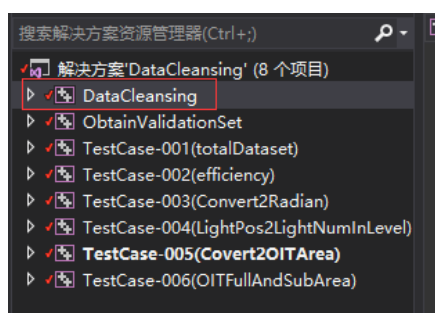 搜索解决方案资源管理器(Ctrl+;)
解决方案'DataCleansing' (8 个项目)
DataCleansing
ObtainValidationSet
TestCase-001(totalDataset)
TestCase-002(efficiency)
TestCase-003(Convert2Radian)
TestCase-004(LightPos2LightNumInLevel)
TestCase-005(Covert2OITArea)
TestCase-006(OITFullAndSubArea)